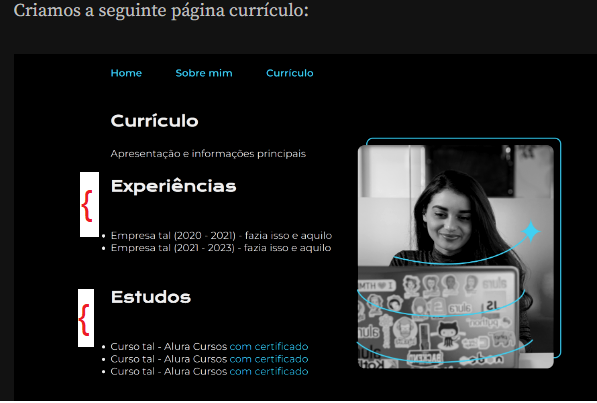 Criamos a seguinte página currículo:
Home Sobre mim Currículo
Currículo
Apresentação e informações principais
{
Experiências
Empresa tal (2020 - 2021) - fazia isso e aquilo
Empresa tal (2021 - 2023) - fazia isso e aquilo
{
Estudos
Curso tal - Alura Cursos com certificado
Curso tal - Alura Cursos com certificado
Curso tal - Alura Cursos com certificado